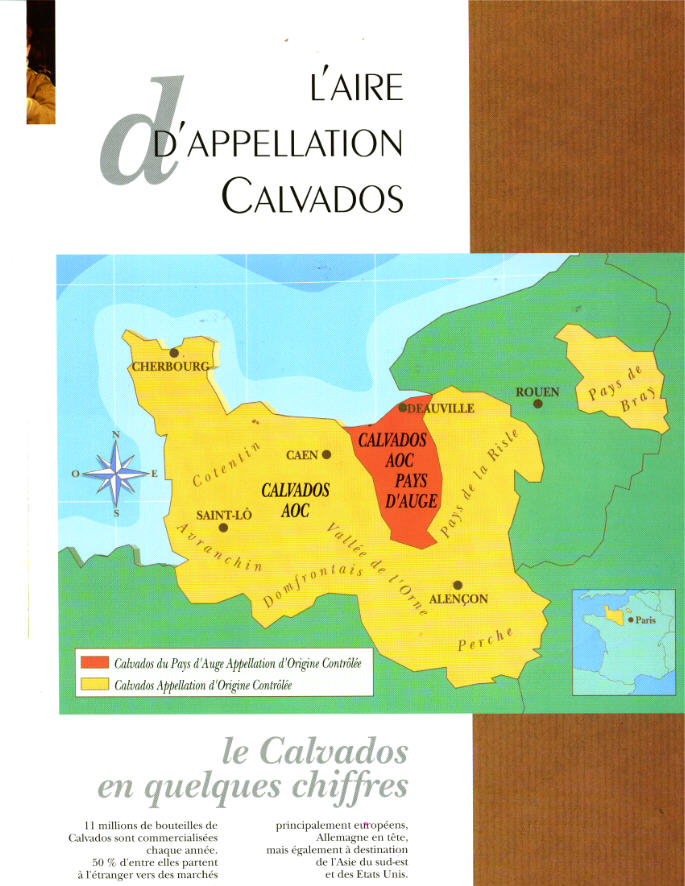 L'AIRE
D'APPELLATION
CALVADOS
CHERBOURG
DEAUVILLE
ROUEN
Pays de
Bray
CALVADOS
AOC
PAYS
D'AUGE
Cotentin
CAEN
CALVADOS
AOC
Pays de la Risle
N
O
E
S
SAINT-LÔ
Avranchin
Vallée de l'Orne
Domfrontais
ALENÇON
Perche
Paris
Calvados du Pays d'Auge Appellation d'Origine Contrôlée
Calvados Appellation d'Origine Contrôlée
le Calvados
en quelques chiffres
11 millions de bouteilles de
Calvados sont commercialisées
chaque année.
50 % d'entre elles partent
à l'étranger vers des marchés
principalement européens,
Allemagne en tête,
mais également à destination
de l'Asie du sud-est
et des Etats Unis.